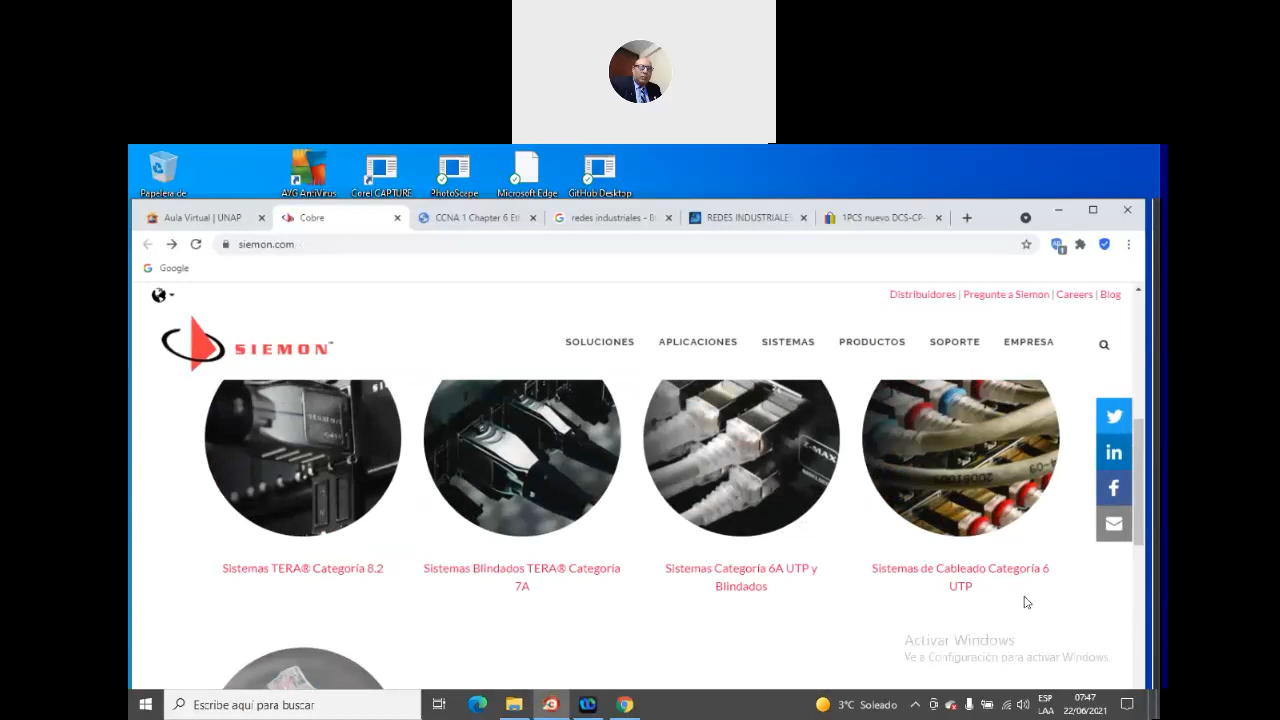 Papelera de
AVG AntiVirus
Corel CAPTURE
PhotoScape
Microsoft Edge
GitHub Desktop
Aula Virtual | UNAP
Cobre
CCNA 1 Chapter 6 Et
redes industriales - B
REDES INDUSTRIALES
1PCS nuevo DCS-CP-
siemon.com
Google
Distribuidores | Pregunte a Siemon | Careers | Blog
SIEMON
SOLUCIONES
APLICACIONES
SISTEMAS
PRODUCTOS
SOPORTE
EMPRESA
Z-MAX
Sistemas TERA® Categoría 8.2
Sistemas Blindados TERA® Categoría
7A
Sistemas Categoría 6A UTP y
Blindados
Sistemas de Cableado Categoría 6
UTP
Activar Windows
Ve a Configuración para activar Windows.
Escribe aquí para buscar
3°C Soleado
ESP
LAA
07:47
22/06/2021